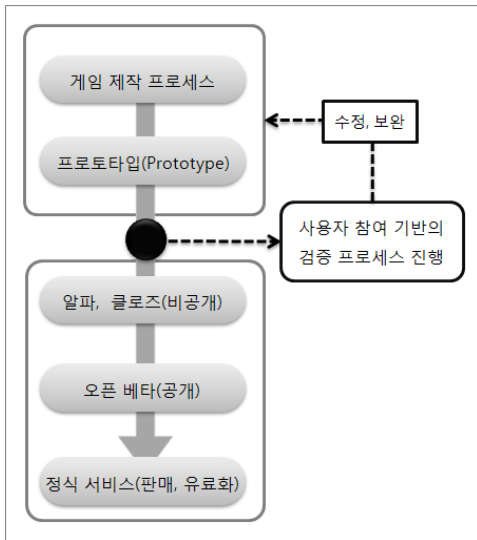 게임 제작 프로세스
프로토타입(Prototype)
수정, 보완
사용자 참여 기반의
검증 프로세스 진행
알파, 클로즈(비공개)
오픈 베타(공개)
정식 서비스(판매, 유료화)